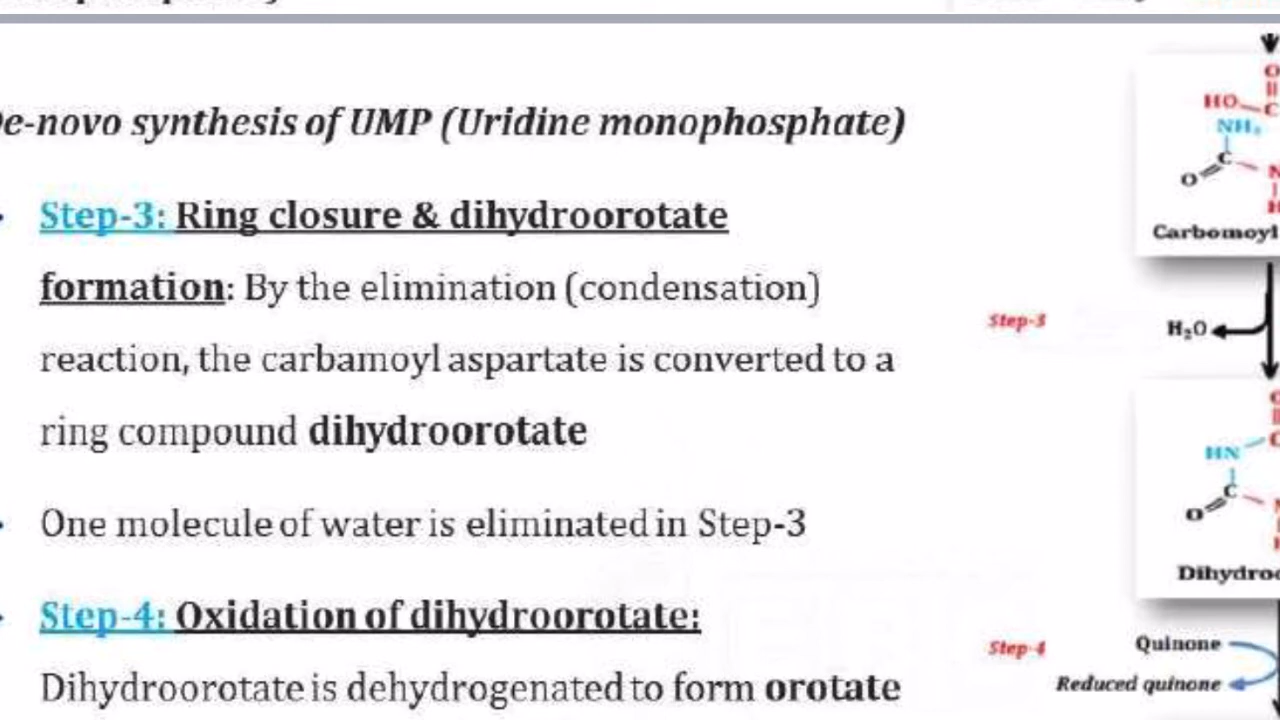 De-novo synthesis of UMP (Uridine monophosphate)
Step-3: Ring closure & dihydroorotate
formation: By the elimination (condensation)
reaction, the carbamoyl aspartate is converted to a
ring compound dihydroorotate
One molecule of water is eliminated in Step-3
Step-4: Oxidation of dihydroorotate:
Dihydroorotate is dehydrogenated to form orotate
O
HO C
NH₂
C
O
Carbomoyl
Step-3
H₂O
HN
C
O
Step-4
Quinone
Reduced quinone